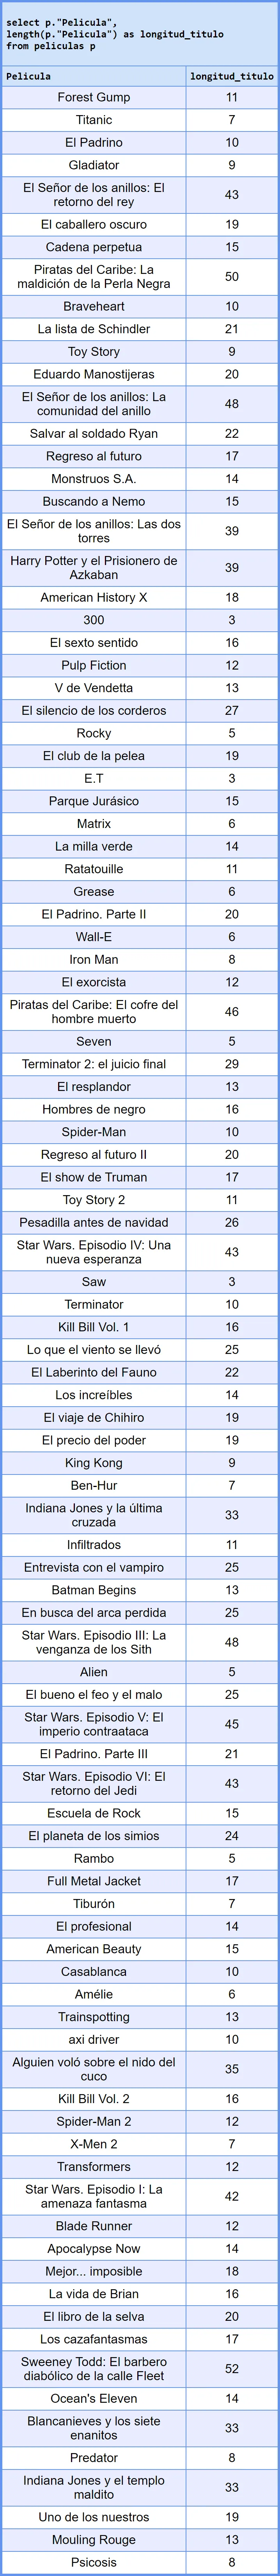 select p."Pelicula",
length(p."Pelicula") as longitud_titulo
from peliculas p
Pelicula longitud_titulo
Forest Gump 11
Titanic 7
El Padrino 10
Gladiator 9
El Señor de los anillos: El
retorno del rey 43
El caballero oscuro 19
Cadena perpetua 15
Piratas del Caribe: La
maldición de la Perla Negra 50
Braveheart 10
La lista de Schindler 21
Toy Story 9
Eduardo Manostijeras 20
El Señor de los anillos: La
comunidad del anillo 48
Salvar al soldado Ryan 22
Regreso al futuro 17
Monstruos S.A. 14
Buscando a Nemo 15
El Señor de los anillos: Las dos
torres 39
Harry Potter y el Prisionero de
Azkaban 39
American History X 18
300 3
El sexto sentido 16
Pulp Fiction 12
V de Vendetta 13
El silencio de los corderos 27
Rocky 5
El club de la pelea 19
E.T 3
Parque Jurásico 15
Matrix 6
La milla verde 14
Ratatouille 11
Grease 6
El Padrino. Parte II 20
Wall-E 6
Iron Man 8
El exorcista 12
Piratas del Caribe: El cofre del
hombre muerto 46
Seven 5
Terminator 2: el juicio final 29
El resplandor 13
Hombres de negro 16
Spider-Man 10
Regreso al futuro II 20
El show de Truman 17
Toy Story 2 11
Pesadilla antes de navidad 26
Star Wars. Episodio IV: Una
nueva esperanza 43
Saw 3
Terminator 10
Kill Bill Vol. 1 16
Lo que el viento se llevó 25
El Laberinto del Fauno 22
Los increíbles 14
El viaje de Chihiro 19
El precio del poder 19
King Kong 9
Ben-Hur 7
Indiana Jones y la última
cruzada 33
Infiltrados 11
Entrevista con el vampiro 25
Batman Begins 13
En busca del arca perdida 25
Star Wars. Episodio III: La
venganza de los Sith 48
Alien 5
El bueno el feo y el malo 25
Star Wars. Episodio V: El
imperio contraataca 45
El Padrino. Parte III 21
Star Wars. Episodio VI: El
retorno del Jedi 43
Escuela de Rock 15
El planeta de los simios 24
Rambo 5
Full Metal Jacket 17
Tiburón 7
El profesional 14
American Beauty 15
Casablanca 10
Amélie 6
Trainspotting 13
axi driver 10
Alguien voló sobre el nido del
cuco 35
Kill Bill Vol. 2 16
Spider-Man 2 12
X-Men 2 7
Transformers 12
Star Wars. Episodio I: La
amenaza fantasma 42
Blade Runner 12
Apocalypse Now 14
Mejor... imposible 18
La vida de Brian 16
El libro de la selva 20
Los cazafantasmas 17
Sweeney Todd: El barbero
diabólico de la calle Fleet 52
Ocean's Eleven 14
Blancanieves y los siete
enanitos 33
Predator 8
Indiana Jones y el templo
maldito 33
Uno de los nuestros 19
Mouling Rouge 13
Psicosis 8